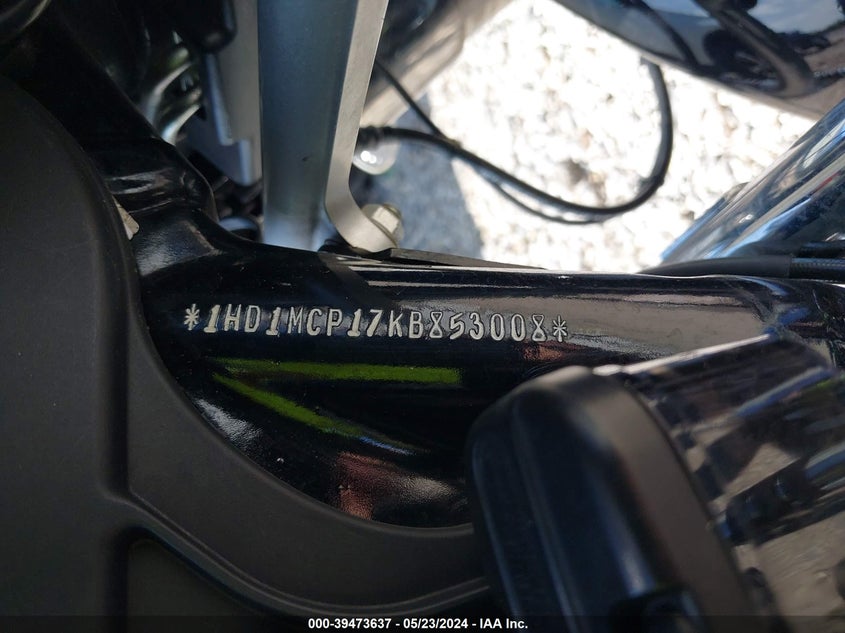 *1HD1MCP17KB853008*
000-39473637 - 05/23/2024 - IAA Inc.